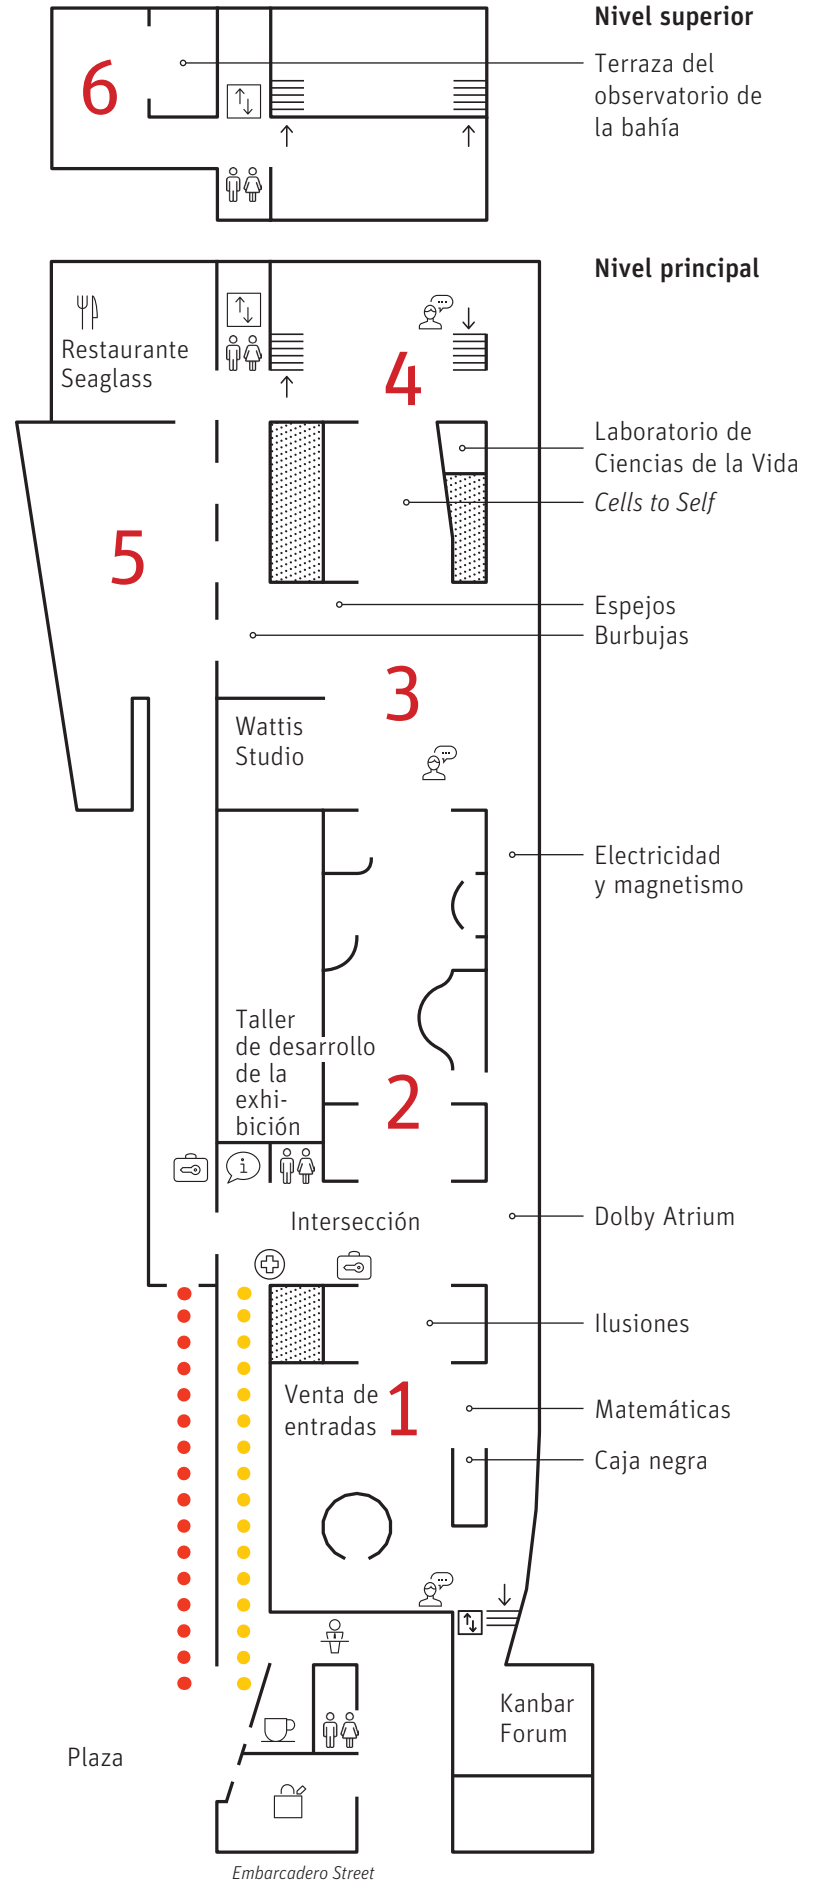 Nivel superior
6
Terraza del
observatorio de
la bahía
Nivel principal
Restaurante
Seaglass
4
Laboratorio de
Ciencias de la Vida
Cells to Self
5
Espejos
Burbujas
3
Wattis
Studio
Electricidad
y magnetismo
Taller
de desarrollo
de la
exhi-
bición
2
i
Intersección
Dolby Atrium
Ilusiones
Venta de
entradas
1
Matemáticas
Caja negra
Kanbar
Forum
Plaza
Embarcadero Street